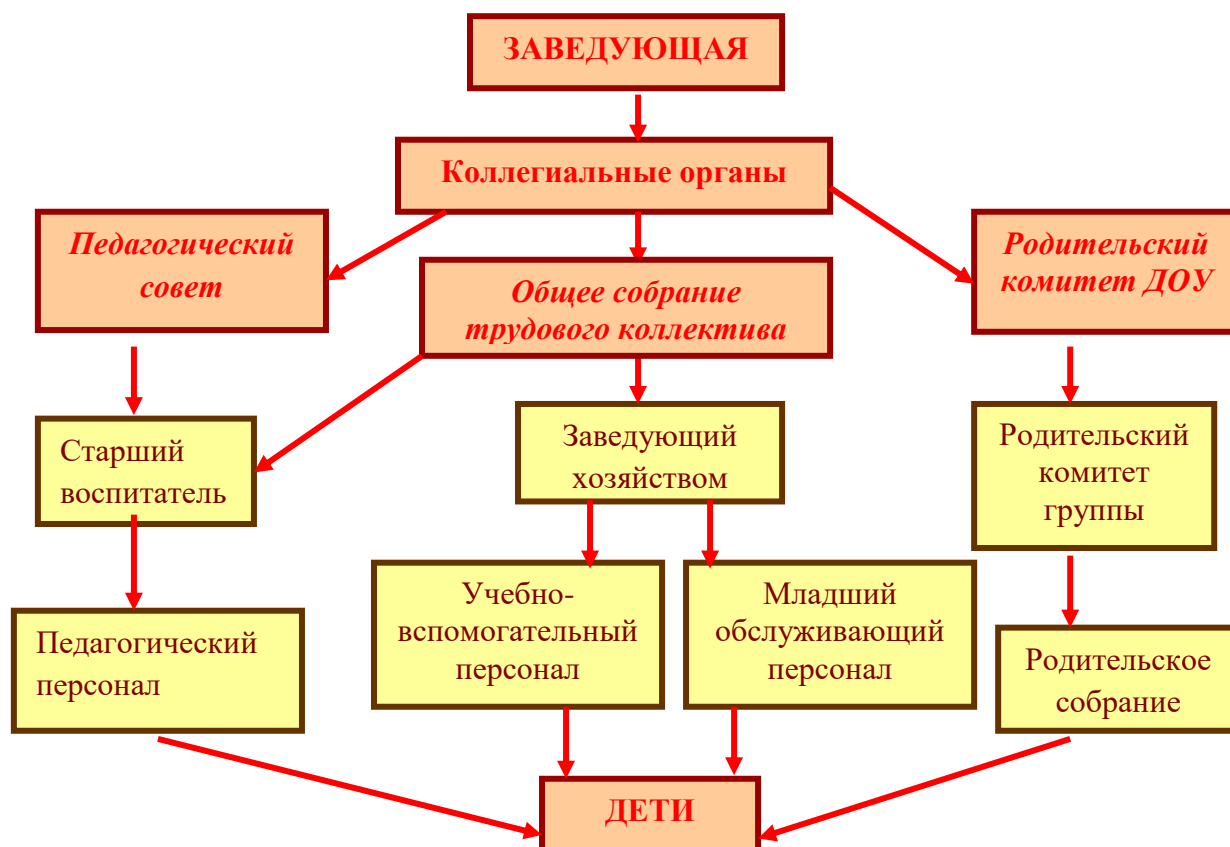 ЗАВЕДУЮЩАЯ
Коллегиальные органы
Педагогический
совет
Общее собрание
трудового коллектива
Родительский
комитет ДОУ
Старший
воспитатель
Заведующий
хозяйством
Родительский
комитет
группы
Педагогический
персонал
Учебно-
вспомогательный
персонал
Младший
обслуживающий
персонал
Родительское
собрание
ДЕТИ